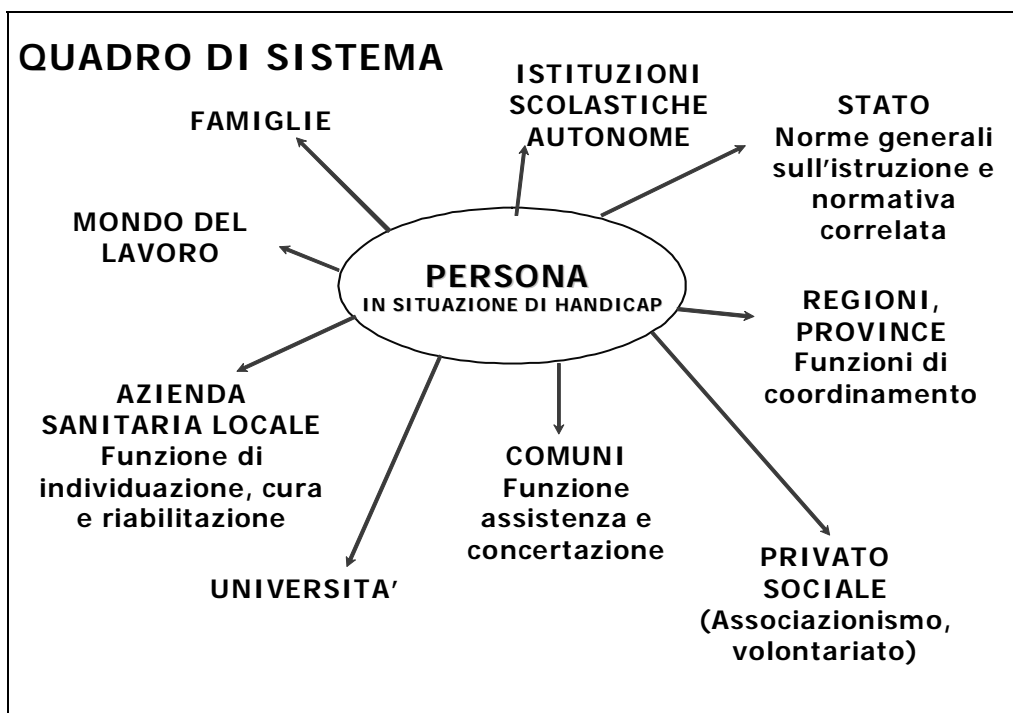 QUADRO DI SISTEMA
FAMIGLIE
ISTITUZIONI
SCOLASTICHE
AUTONOME
STATO
Norme generali
sull'istruzione e
normativa
correlata
MONDO DEL
LAVORO
PERSONA
IN SITUAZIONE DI HANDICAP
REGIONI,
PROVINCE
Funzioni di
coordinamento
AZIENDA
SANITARIA LOCALE
Funzione di
individuazione, cura
e riabilitazione
COMUNI
Funzione
assistenza e
concertazione
UNIVERSITA'
PRIVATO
SOCIALE
(Associazionismo,
volontariato)